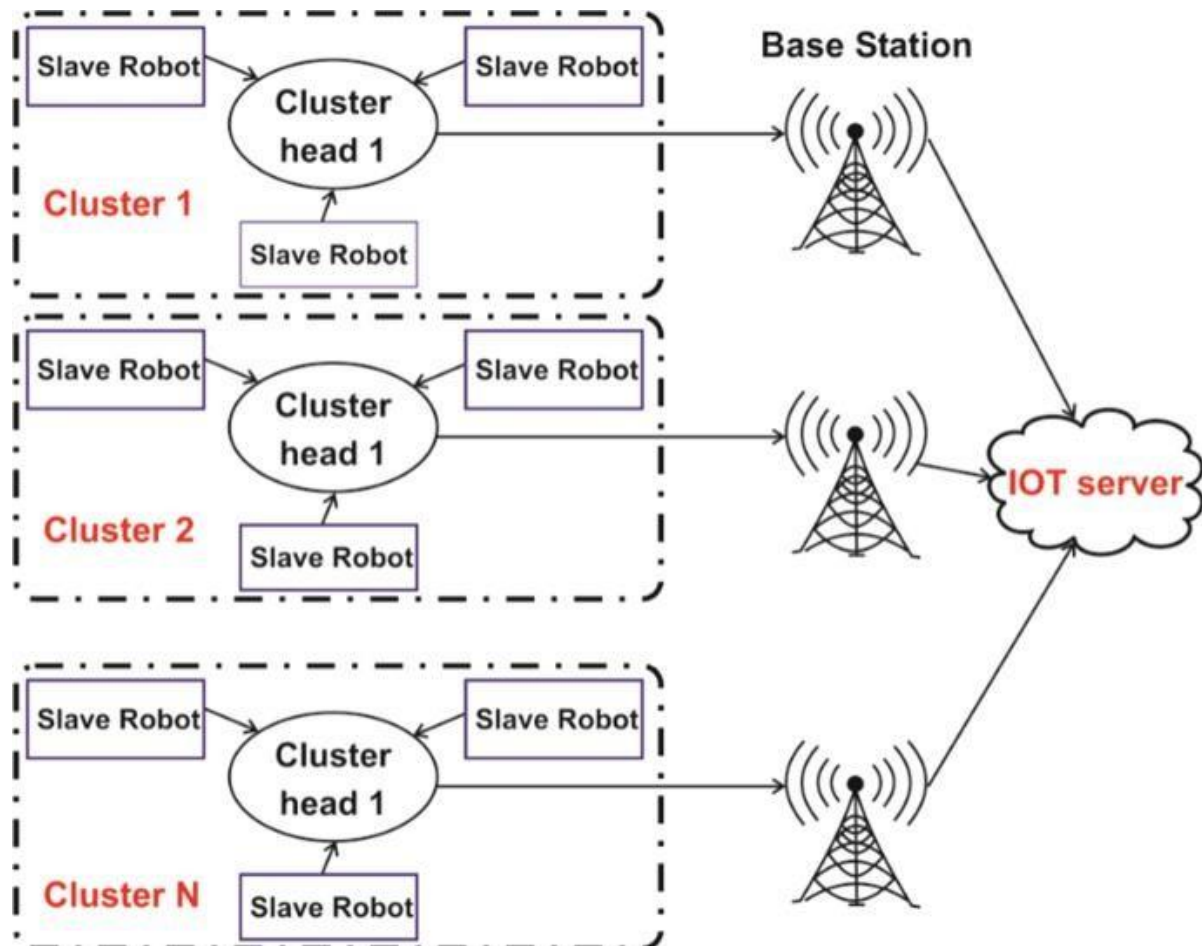 Slave Robot
Slave Robot
Base Station
Cluster
head 1
Cluster 1
Slave Robot
Slave Robot
Slave Robot
Cluster
head 1
IOT server
Cluster 2
Slave Robot
Slave Robot
Slave Robot
Cluster
head 1
Cluster N
Slave Robot